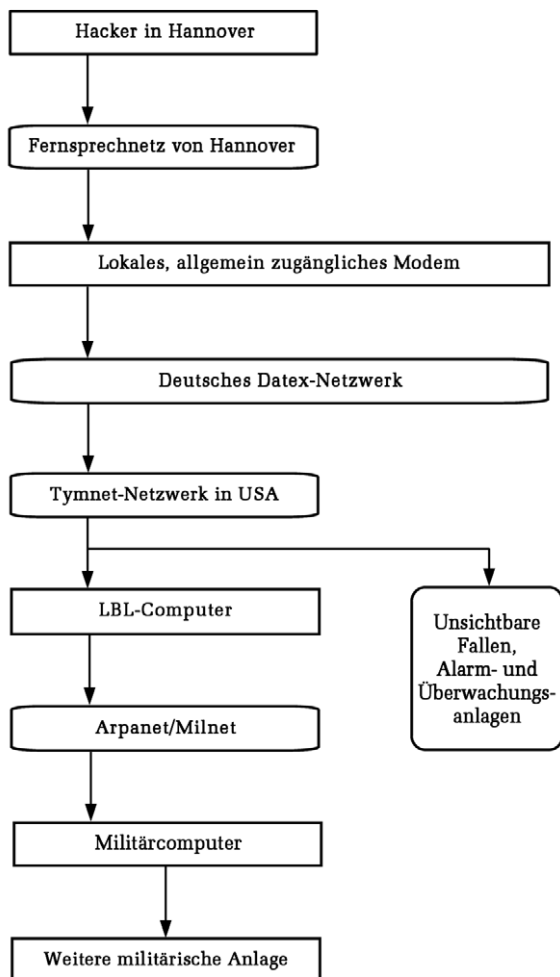 Hacker in Hannover
Fernsprechnetz von Hannover
Lokales, allgemein zugängliches Modem
Deutsches Datex-Netzwerk
Tymnet-Netzwerk in USA
LBL-Computer
Unsichtbare
Fallen,
Alarm- und
Überwachungs-
anlagen
Arpanet/Milnet
Militärcomputer
Weitere militärische Anlage